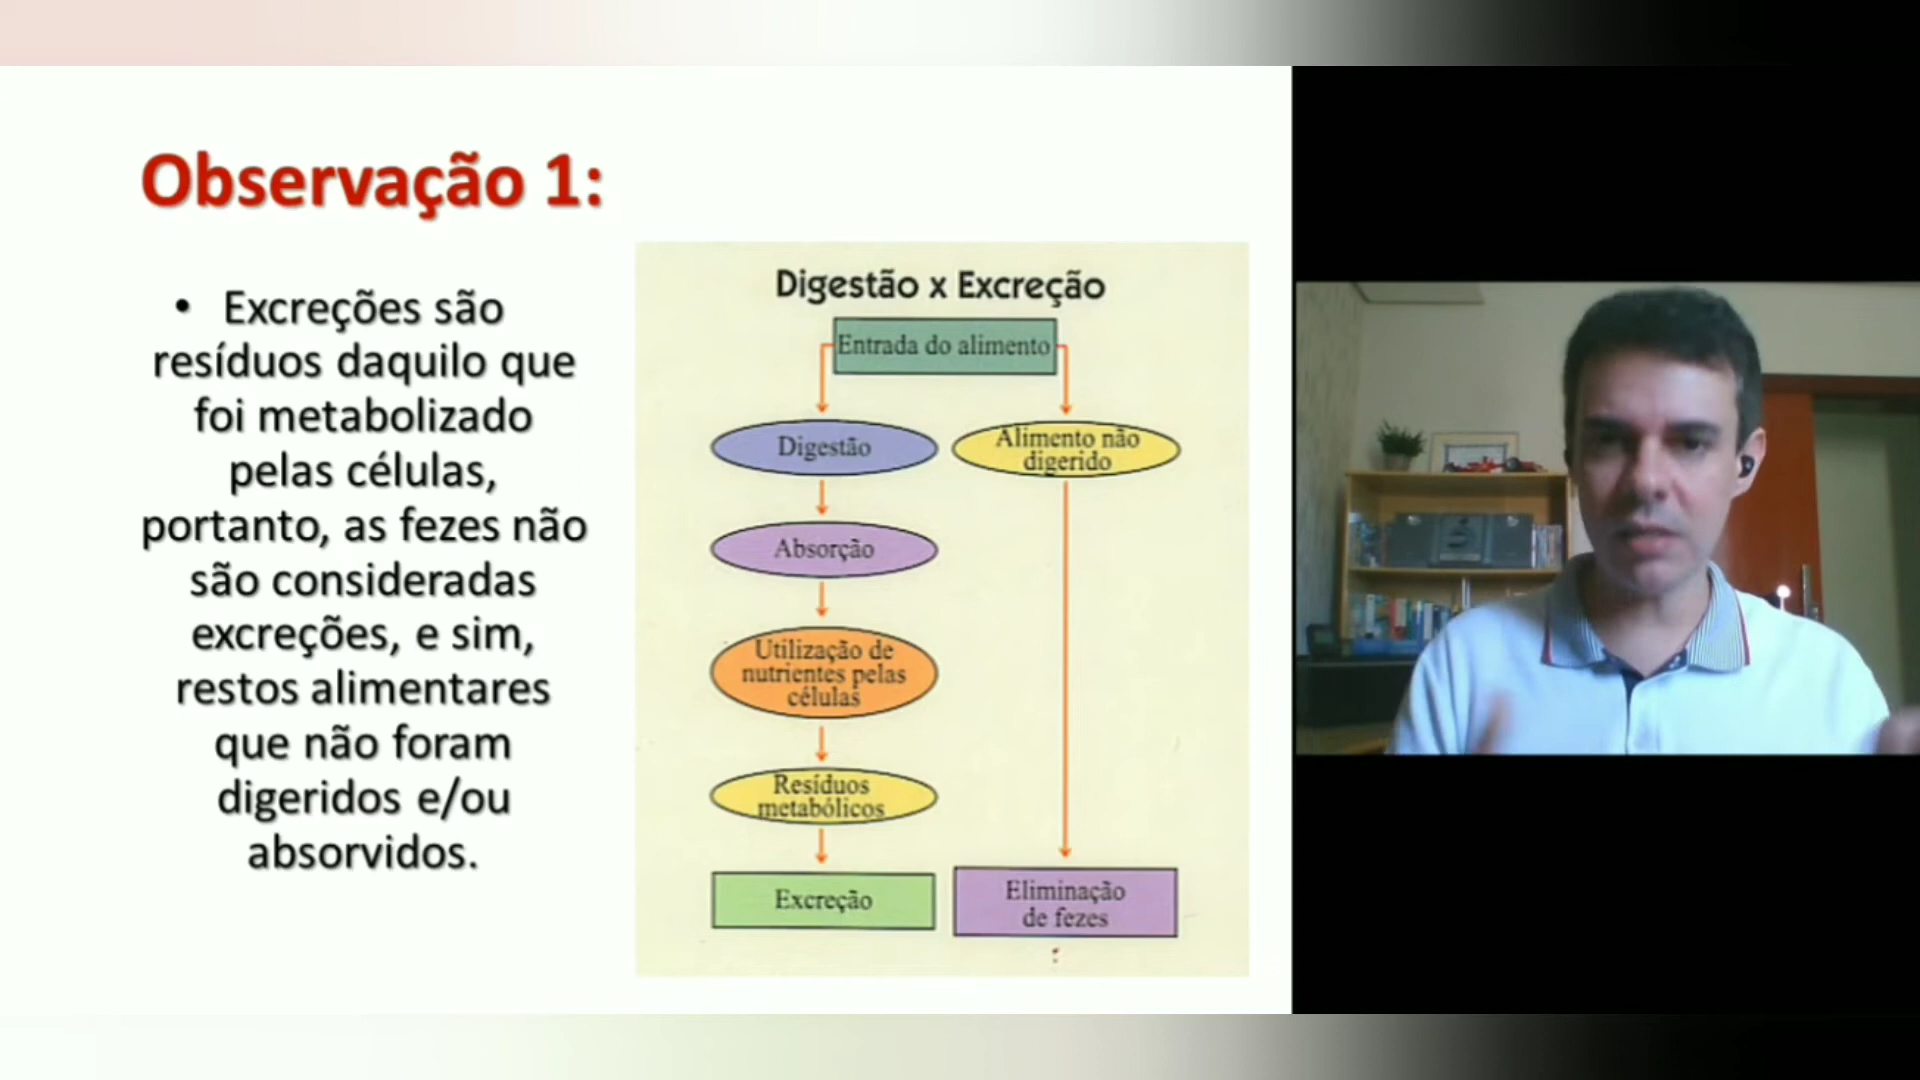 Observação 1:
• Excreções são
resíduos daquilo que
foi metabolizado
pelas células,
portanto, as fezes não
são consideradas
excreções, e sim,
restos alimentares
que não foram
digeridos e/ou
absorvidos.
Digestão x Excreção
Entrada do alimento
Digestão
Alimento não
digerido
Absorção
Utilização de
nutrientes pelas
células
Resíduos
metabólicos
Excreção
Eliminação
de fezes